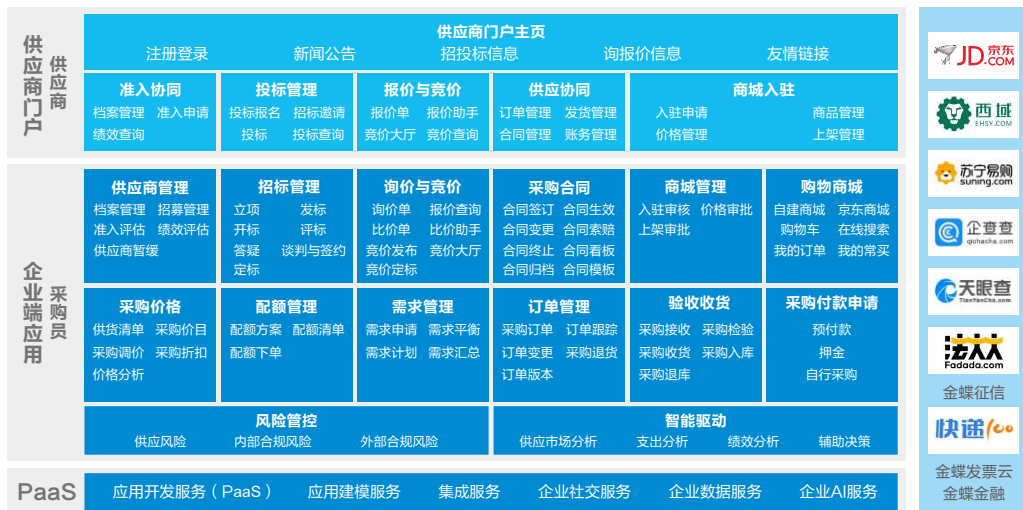 供应商门户
供应商
供应商门户主页
注册登录 新闻公告 招投标信息 询报价信息 友情链接
准入协同
档案管理 准入申请
绩效查询
投标管理
投标报名 招标邀请
投标 投标查询
报价与竞价
报价单 报价助手
竞价大厅 竞价查询
供应协同
订单管理 发货管理
合同管理 账务管理
商城入驻
入驻申请 商品管理
价格管理 上架管理
企业端应用
采购员
供应商管理
档案管理 招募管理
准入评估 绩效评估
供应商暂缓
招标管理
立项 发标
开标 评标
答疑 谈判与签约
定标
询价与竞价
询价单 报价查询
比价单 比价助手
竞价发布 竞价大厅
竞价定标
采购合同
合同签订 合同生效
合同变更 合同索赔
合同终止 合同看板
合同归档 合同模板
商城管理
入驻审核 价格审批
上架审批
购物商城
自建商城 京东商城
购物车 在线搜索
我的订单 我的常买
采购价格
供货清单 采购价目
采购调价 采购折扣
价格分析
配额管理
配额方案 配额清单
配额下单
需求管理
需求申请 需求平衡
需求计划 需求汇总
订单管理
采购订单 订单跟踪
订单变更 采购退货
订单版本
验收收货
采购接收 采购检验
采购收货 采购入库
采购退库
采购付款申请
预付款
押金
自行采购
风险管控
供应风险 内部合规风险 外部合规风险
智能驱动
供应市场分析 支出分析 绩效分析 辅助决策
PaaS
应用开发服务（PaaS） 应用建模服务 集成服务 企业社交服务 企业数据服务 企业AI服务
JD 京东
.COM
西域
EHSY.COM
苏宁易购
suning.com
企查查
qichacha.com
天眼查
TianYanCha.com
法大大
Fadada.com
金蝶征信
快递100
金蝶发票云
金蝶金融